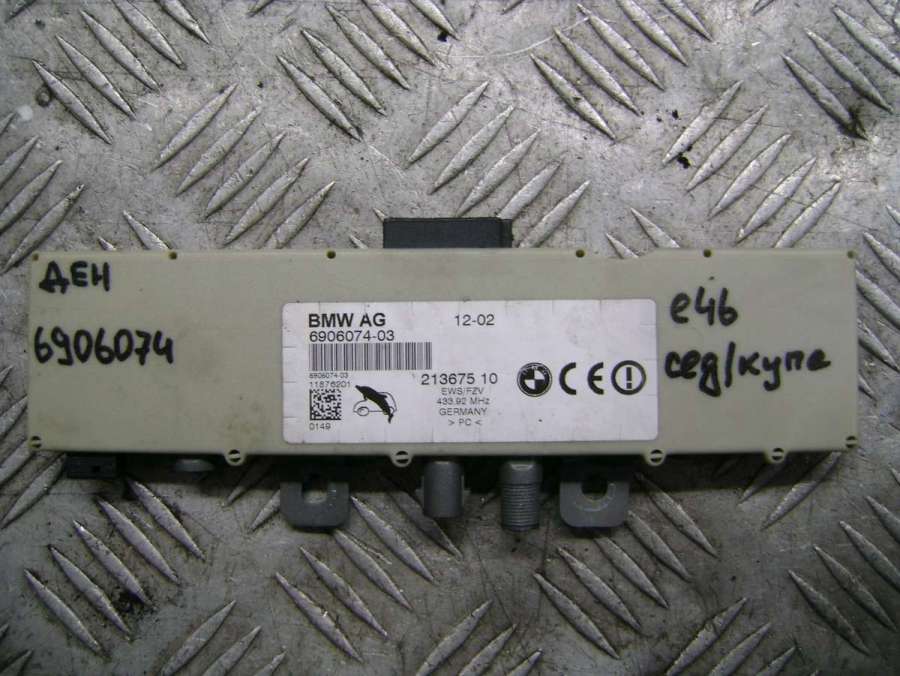 ДЕН
6906074
BMW AG 12-02
6906074-03
6906074-03
11876201
213675 10
EWS/FZV
433.92 MHz
GERMANY
> PC <
0149
CE
e46
сед/купе